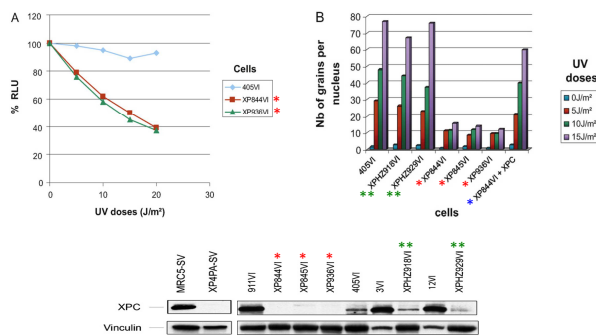 A
120
100
80
60
40
20
0
% RLU
0 10 20 30
UV doses (J/m²)
Cells
405VI
XP844VI *
XP936VI *
B
80
70
60
50
40
30
20
10
0
Nb of grains per
nucleus
405VI
**
XPHZ918VI
**
XPHZ929VI
* XP844VI
XP845VI
* XP936VI
* XP844VI + XPC
cells
UV
doses
0J/m²
5J/m²
10J/m²
15J/m²
MRC5-SV
XP4PA-SV
911VI
XP844VI *
XP845VI *
XP936VI *
405VI
3VI
XPHZ918VI **
12VI
XPHZ929VI **
XPC
Vinculin